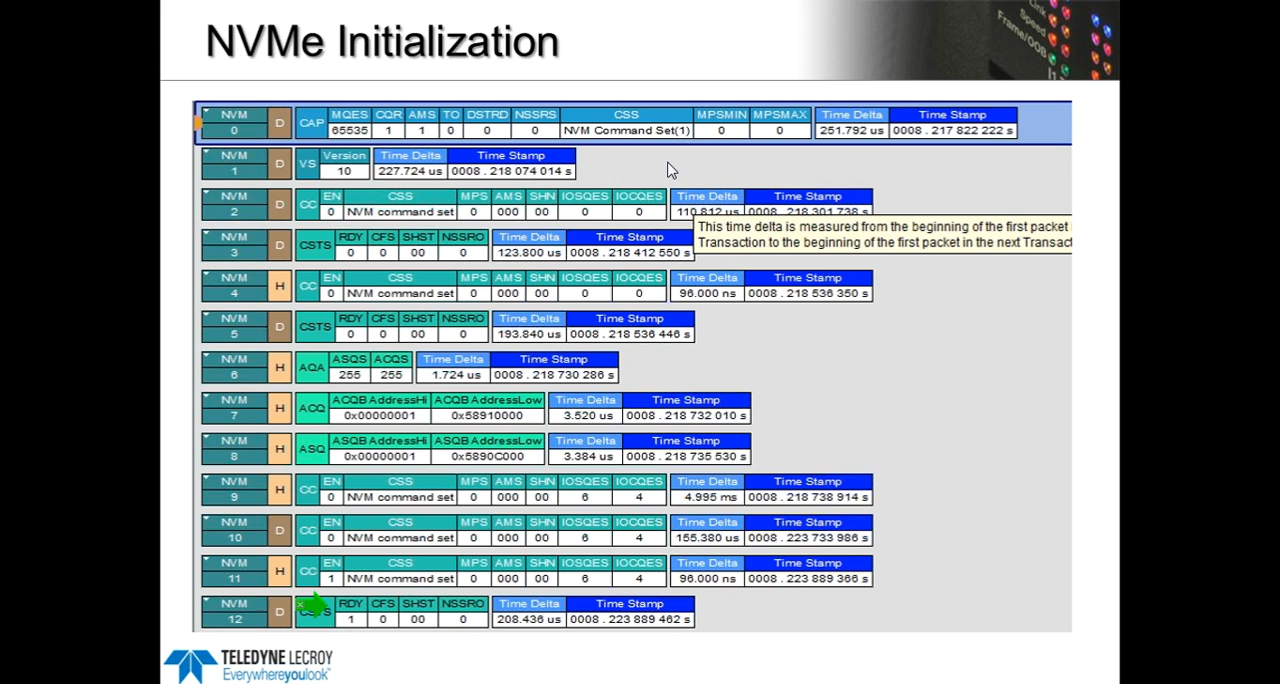 NVMe Initialization
Link
Speed
Frame/OOB
NVM D CAP MQES CQR AMS TO DSTRD NSSRS CSS MPSMIN MPSMAX Time Delta Time Stamp
0 65535 1 1 0 0 0 NVM Command Set(1) 0 0 251.792 us 0008 . 217 822 222 s
NVM D VS Version Time Delta Time Stamp
1 10 227.724 us 0008 . 218 074 014 s
NVM D CC EN CSS MPS AMS SHN IOSQES IOCQES Time Delta Time Stamp
2 0 NVM command set 0 000 00 0 0 110.812 us 0008 . 218 301 738 s
This time delta is measured from the beginning of the first packet
Transaction to the beginning of the first packet in the next Transact
NVM D CSTS RDY CFS SHST NSSRO Time Delta Time Stamp
3 0 0 00 0 123.800 us 0008 . 218 412 550 s
NVM H CC EN CSS MPS AMS SHN IOSQES IOCQES Time Delta Time Stamp
4 0 NVM command set 0 000 00 0 0 96.000 ns 0008 . 218 536 350 s
NVM D CSTS RDY CFS SHST NSSRO Time Delta Time Stamp
5 0 0 00 0 193.840 us 0008 . 218 536 446 s
NVM H AQA ASQS ACQS Time Delta Time Stamp
6 255 255 1.724 us 0008 . 218 730 286 s
NVM H ACQ ACQB AddressHi ACQB AddressLow Time Delta Time Stamp
7 0x00000001 0x58910000 3.520 us 0008 . 218 732 010 s
NVM H ASQ ASQB AddressHi ASQB AddressLow Time Delta Time Stamp
8 0x00000001 0x5890C000 3.384 us 0008 . 218 735 530 s
NVM H CC EN CSS MPS AMS SHN IOSQES IOCQES Time Delta Time Stamp
9 0 NVM command set 0 000 00 6 4 4.995 ms 0008 . 218 738 914 s
NVM D CC EN CSS MPS AMS SHN IOSQES IOCQES Time Delta Time Stamp
10 0 NVM command set 0 000 00 6 4 155.380 us 0008 . 223 733 986 s
NVM H CC EN CSS MPS AMS SHN IOSQES IOCQES Time Delta Time Stamp
11 1 NVM command set 0 000 00 6 4 96.000 ns 0008 . 223 889 366 s
NVM D CSTS RDY CFS SHST NSSRO Time Delta Time Stamp
12 1 0 00 0 208.436 us 0008 . 223 889 462 s
TELEDYNE LECROY
Everywhereyoulook™